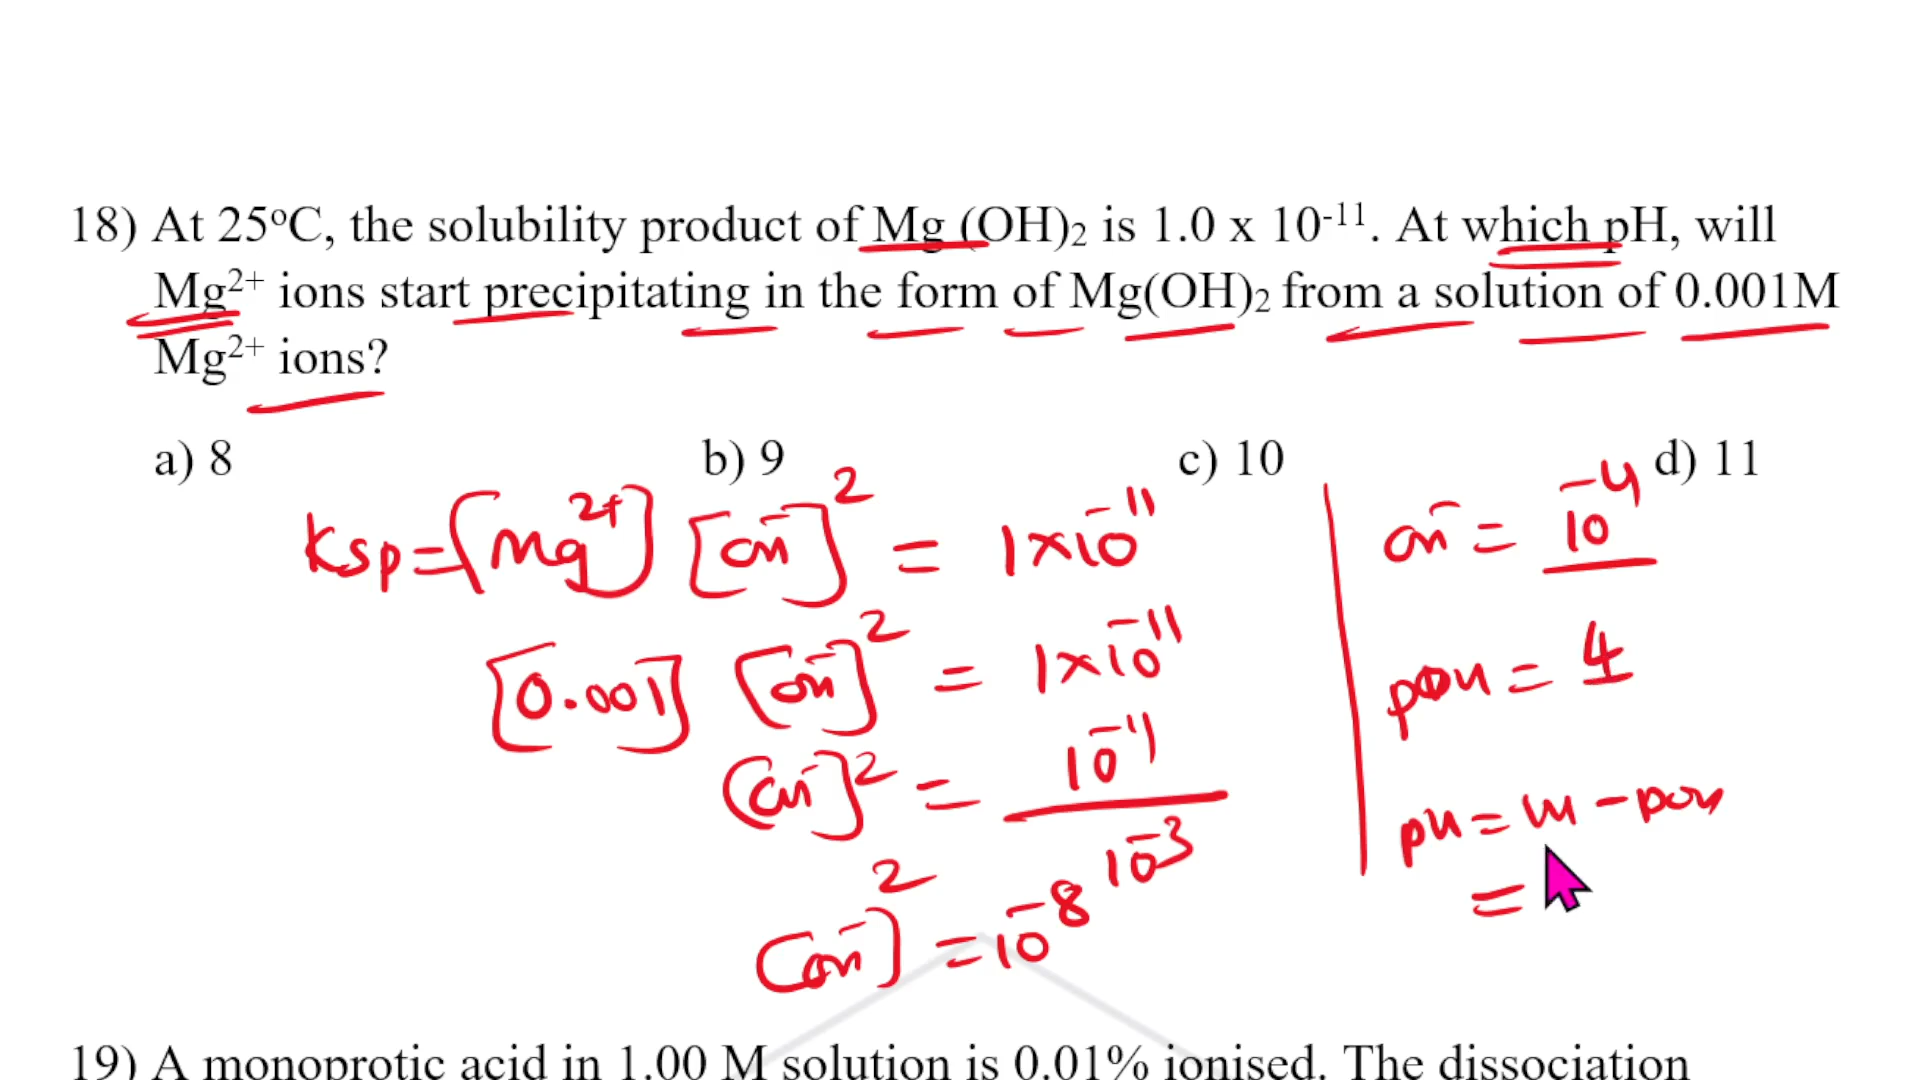 18) At 25°C, the solubility product of Mg (OH)₂ is 1.0 x 10⁻¹¹. At which pH, will
Mg²⁺ ions start precipitating in the form of Mg(OH)₂ from a solution of 0.001M
Mg²⁺ ions?
a) 8 b) 9 c) 10 d) 11
Ksp = [Mg²⁺] [OH⁻]² = 1×10⁻¹¹
[0.001] [OH⁻]² = 1×10⁻¹¹
[OH⁻]² = 10⁻¹¹ / 10⁻³
[OH⁻]² = 10⁻⁸
OH⁻ = 10⁻⁴
pOH = 4
pH = 14 - pOH
=
19) A monoprotic acid in 1.00 M solution is 0.01% ionised. The dissociation